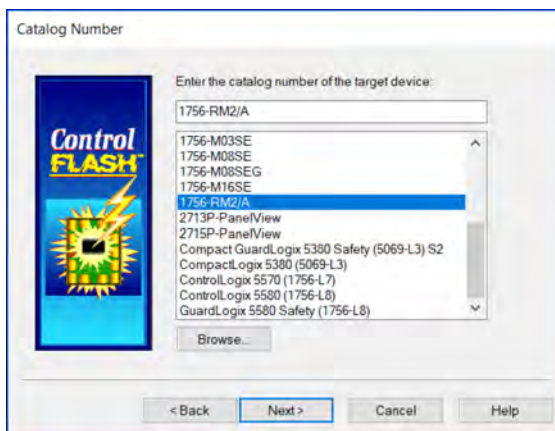 Catalog Number
Control
FLASH™
Enter the catalog number of the target device:
1756-RM2/A
1756-M03SE
1756-M08SE
1756-M08SEG
1756-M16SE
1756-RM2/A
2713P-PanelView
2715P-PanelView
Compact GuardLogix 5380 Safety (5069-L3) S2
CompactLogix 5380 (5069-L3)
ControlLogix 5570 (1756-L7)
ControlLogix 5580 (1756-L8)
GuardLogix 5580 Safety (1756-L8)
Browse...
< Back
Next >
Cancel
Help